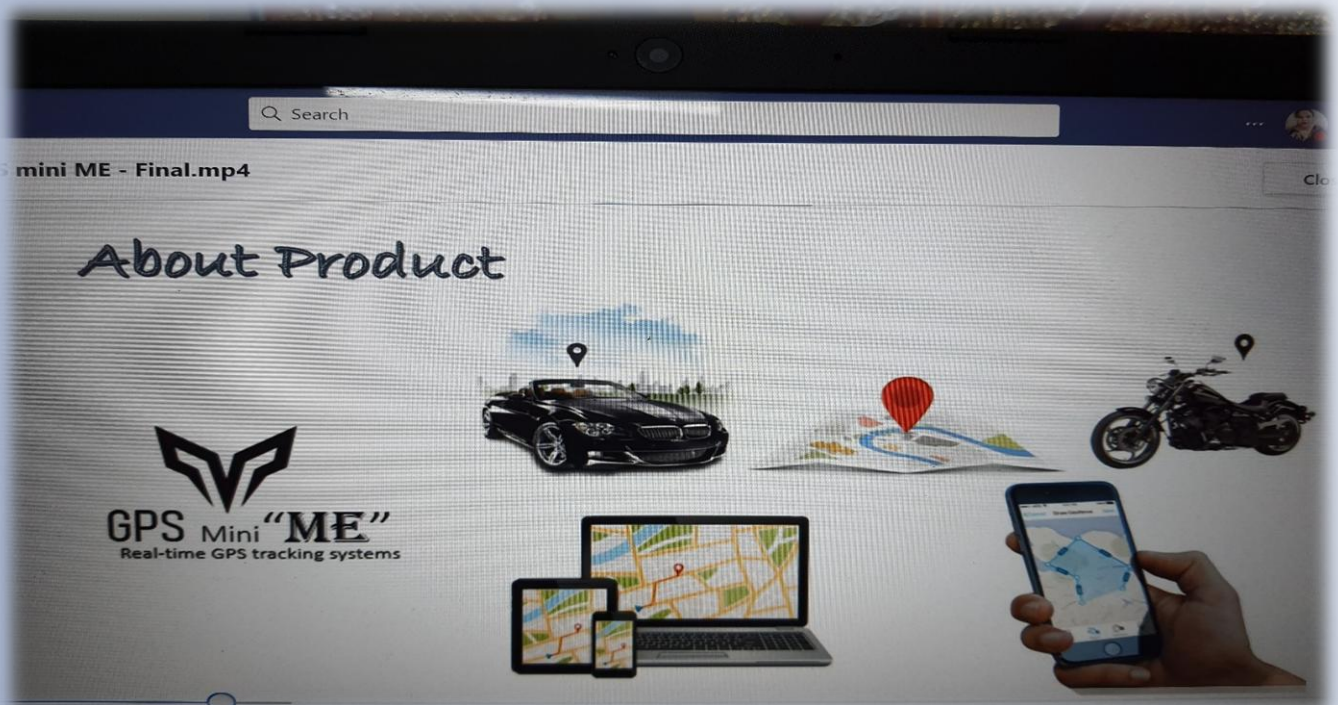 Search
...
mini ME - Final.mp4
Clo
About Product
GPS Mini “ME”
Real-time GPS tracking systems